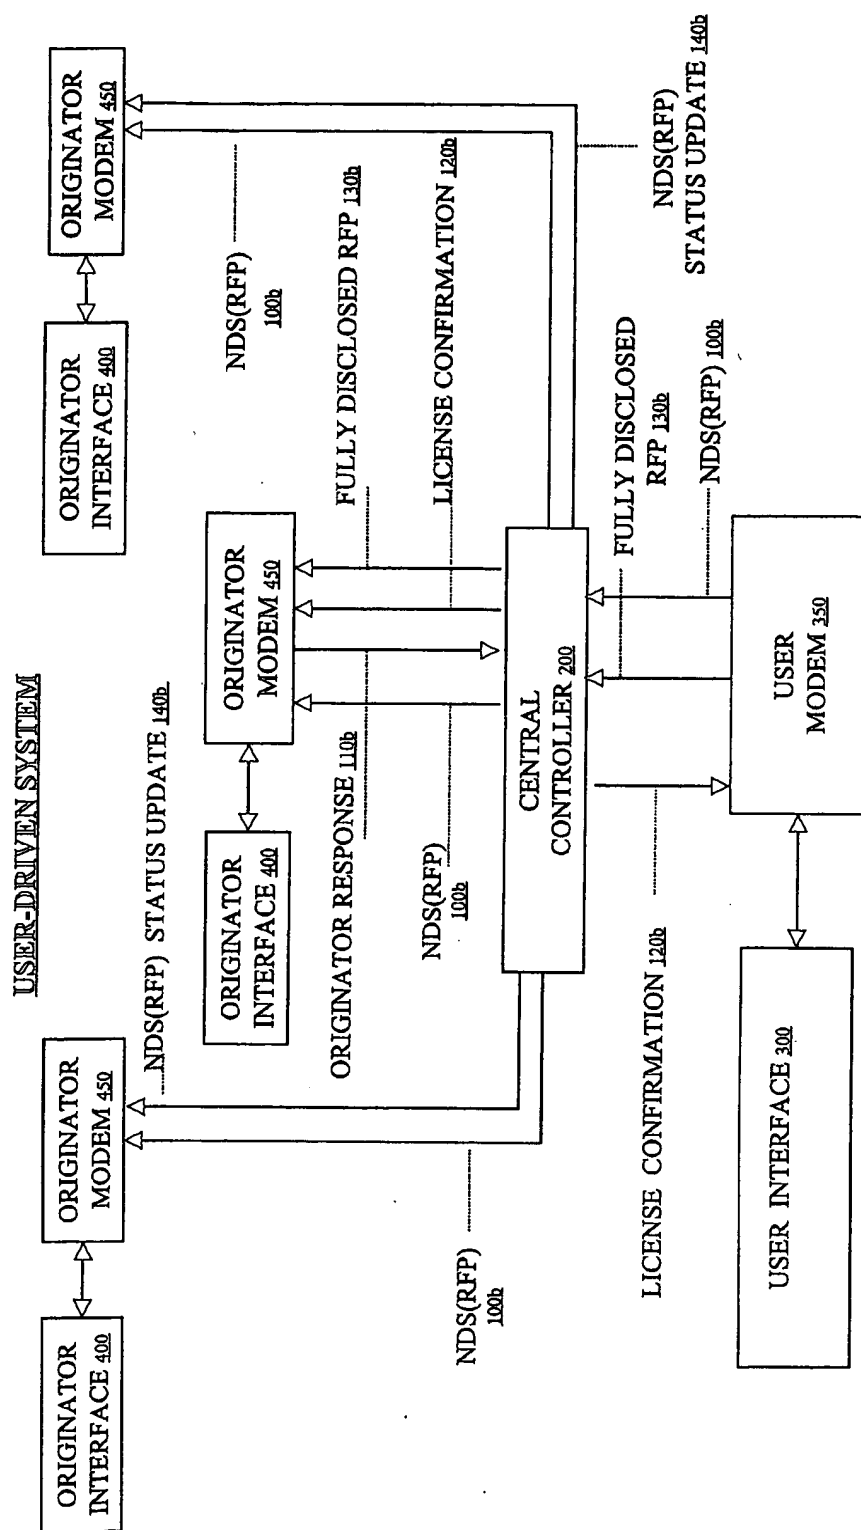 USER-DRIVEN SYSTEM
ORIGINATOR
INTERFACE 400
ORIGINATOR
MODEM 450
NDS(RFP) STATUS UPDATE 140b
NDS(RFP)
100b
ORIGINATOR
INTERFACE 400
ORIGINATOR
MODEM 450
ORIGINATOR RESPONSE 110b
NDS(RFP)
100b
FULLY DISCLOSED RFP 130b
LICENSE CONFIRMATION 120b
ORIGINATOR
INTERFACE 400
ORIGINATOR
MODEM 450
NDS(RFP)
100b
NDS(RFP)
STATUS UPDATE 140b
CENTRAL
CONTROLLER 200
LICENSE CONFIRMATION 120b
FULLY DISCLOSED
RFP 130b
NDS(RFP) 100b
USER INTERFACE 300
USER
MODEM 350